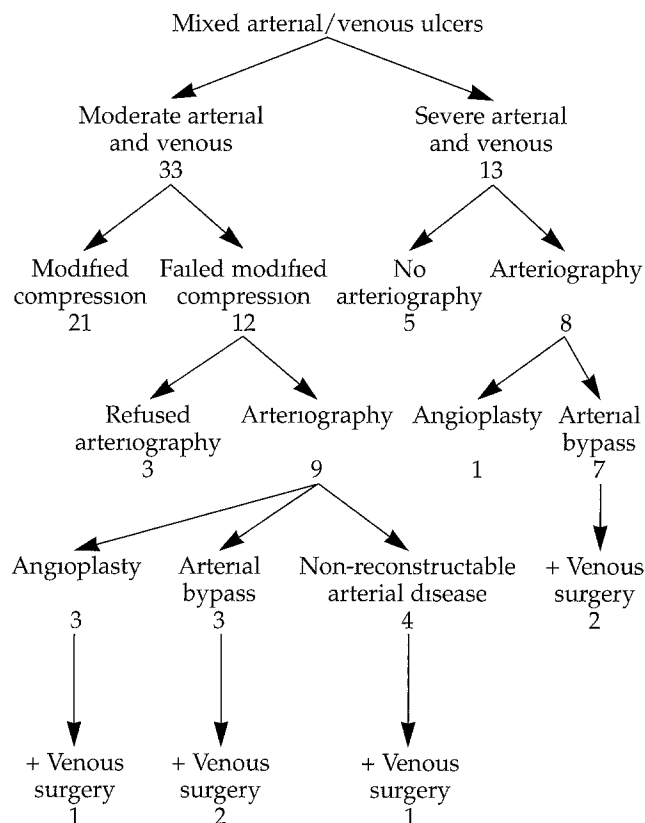 Mixed arterial/venous ulcers
Moderate arterial
and venous
33
Severe arterial
and venous
13
Modified
compression
21
Failed modified
compression
12
No
arteriography
5
Arteriography
8
Refused
arteriography
3
Arteriography
9
Angioplasty
1
Arterial
bypass
7
Angioplasty
3
Arterial
bypass
3
Non-reconstructable
arterial disease
4
+ Venous
surgery
2
+ Venous
surgery
1
+ Venous
surgery
2
+ Venous
surgery
1